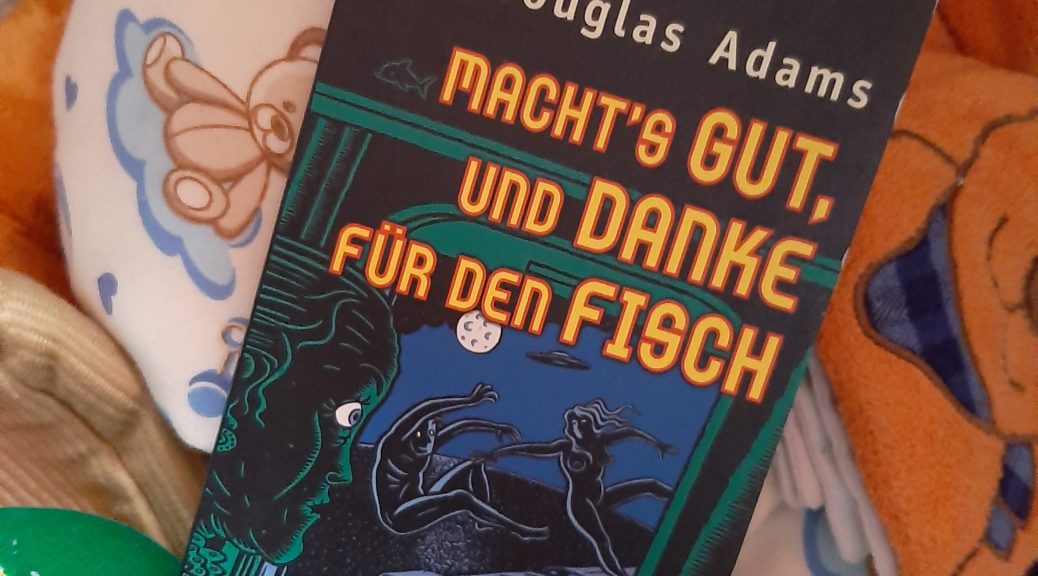 Douglas Adams
MACHT'S GUT,
UND DANKE
FÜR DEN FISCH